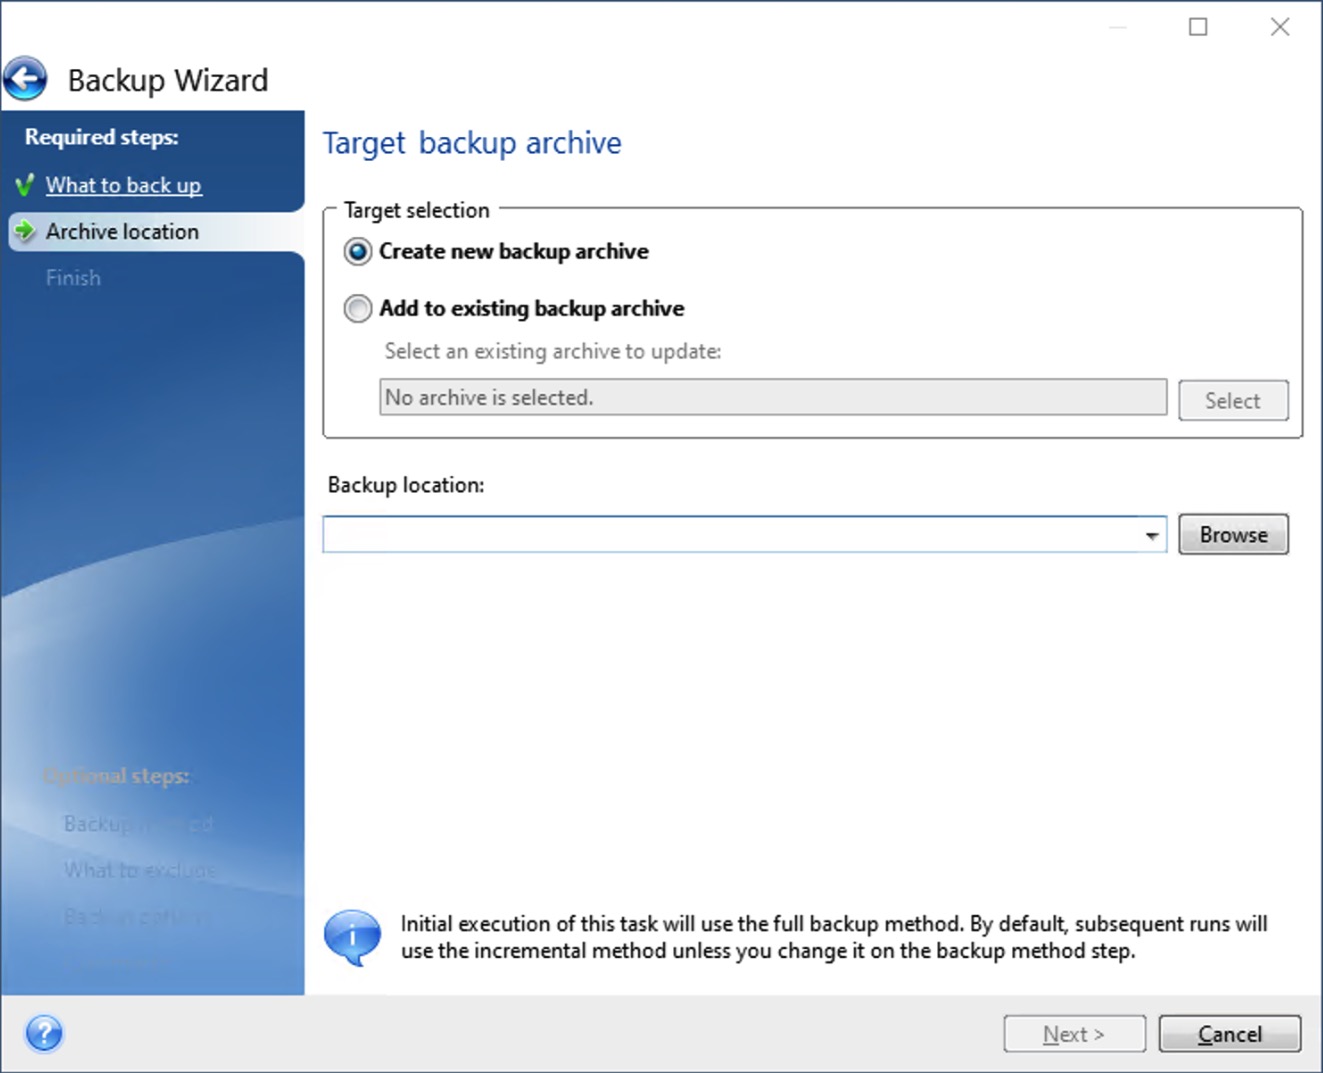 Backup Wizard
Required steps:
What to back up
Archive location
Finish
Optional steps:
Backup
What to exclude
Target backup archive
Target selection
Create new backup archive
Add to existing backup archive
Select an existing archive to update:
No archive is selected.
Select
Backup location:
Browse
Initial execution of this task will use the full backup method. By default, subsequent runs will
use the incremental method unless you change it on the backup method step.
Next >
Cancel